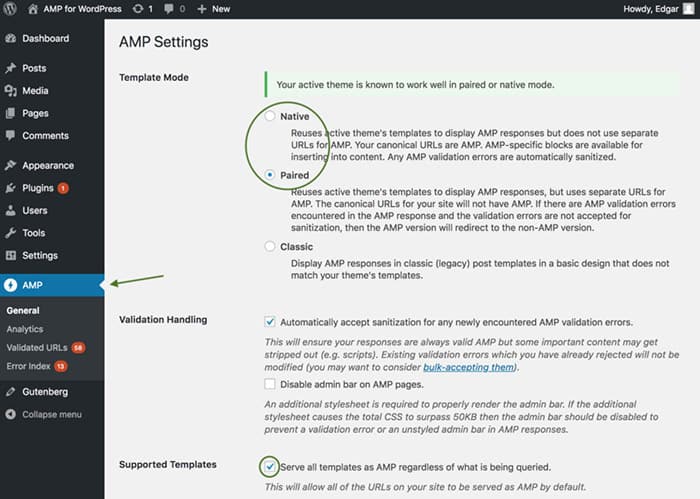 AMP for WordPress 1 0 + New Howdy, Edgar
Dashboard
Posts
Media
Pages
Comments
Appearance
Plugins 1
Users
Tools
Settings
AMP
General
Analytics
Validated URLs 56
Error Index 13
Gutenberg
Collapse menu
AMP Settings
Template Mode
Your active theme is known to work well in paired or native mode.
Native
Reuses active theme's templates to display AMP responses but does not use separate
URLs for AMP. Your canonical URLs are AMP. AMP-specific blocks are available for
inserting into content. Any AMP validation errors are automatically sanitized.
Paired
Reuses active theme's templates to display AMP responses, but uses separate URLs for
AMP. The canonical URLs for your site will not have AMP. If there are AMP validation errors
encountered in the AMP response and the validation errors are not accepted for
sanitization, then the AMP version will redirect to the non-AMP version.
Classic
Display AMP responses in classic (legacy) post templates in a basic design that does not
match your theme's templates.
Validation Handling
Automatically accept sanitization for any newly encountered AMP validation errors.
This will ensure your responses are always valid AMP but some important content may get
stripped out (e.g. scripts). Existing validation errors which you have already rejected will not be
modified (you may want to consider bulk-accepting them).
Disable admin bar on AMP pages.
An additional stylesheet is required to properly render the admin bar. If the additional
stylesheet causes the total CSS to surpass 50KB then the admin bar should be disabled to
prevent a validation error or an unstyled admin bar in AMP responses.
Supported Templates
Serve all templates as AMP regardless of what is being queried.
This will allow all of the URLs on your site to be served as AMP by default.